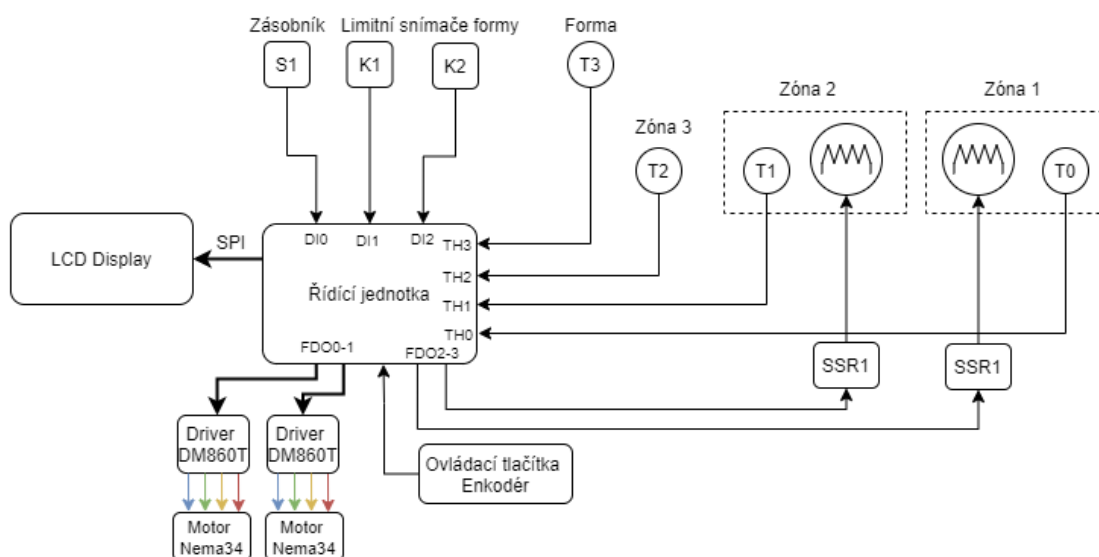 Zásobník
Limitní snímače formy
Forma
S1
K1
K2
T3
Zóna 2
Zóna 1
Zóna 3
T2
T1
T0
DI0
DI1
DI2
TH3
TH2
TH1
TH0
SPI
LCD Display
Řídící jednotka
FDO0-1
FDO2-3
SSR1
SSR1
Driver
DM860T
Driver
DM860T
Ovládací tlačítka
Enkodér
Motor
Nema34
Motor
Nema34